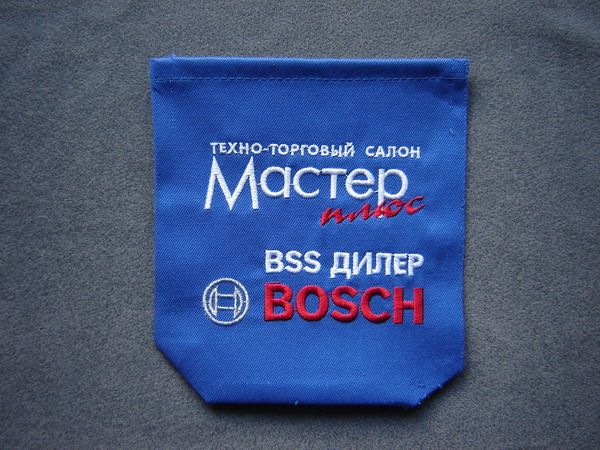 ТЕХНО-ТОРГОВЫЙ САЛОН
Мастер
плюс
BSS ДИЛЕР
BOSCH